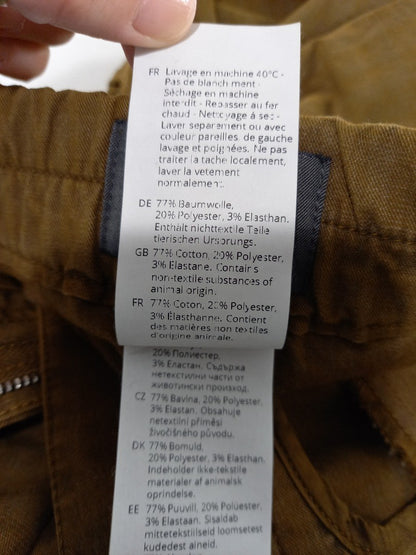 FR Lavage en machine 40°C -
Pas de blanch ment -
Séchage en machine
interdit - Repasser au fer
chaud - Nettoyage à sec -
Laver separement ou avec
couleur pareilles, de gauche
lavage et poignées. Ne pas
traiter la tache localement,
laver la vetement
normalement.
DE 77% Baumwolle,
20% Polyester, 3% Elasthan.
Enthält nichttextile Teile
tierischen Ursprungs.
GB 77% Cotton, 20% Polyester,
3% Elastane. Contains
non-textile substances of
animal origin.
FR 77% Coton, 20% Polyester,
3% Élasthanne. Contient
des matières non textiles
d'origine animale.
20% Полиестер,
3% Еластан. Съдържа
нетекстилни части от
животински произход.
CZ 77% Bavlna, 20% Polyester,
3% Elastan. Obsahuje
netextilní příměsi
živočišného původu.
DK 77% Bomuld,
20% Polyester, 3% Elasthan.
Indeholder ikke-tekstile
materialer af animalsk
oprindelse.
EE 77% Puuvill, 20% Polüester,
3% Elastaan. Sisaldab
mittetekstiilseid loomsetest
kudedest aineid.